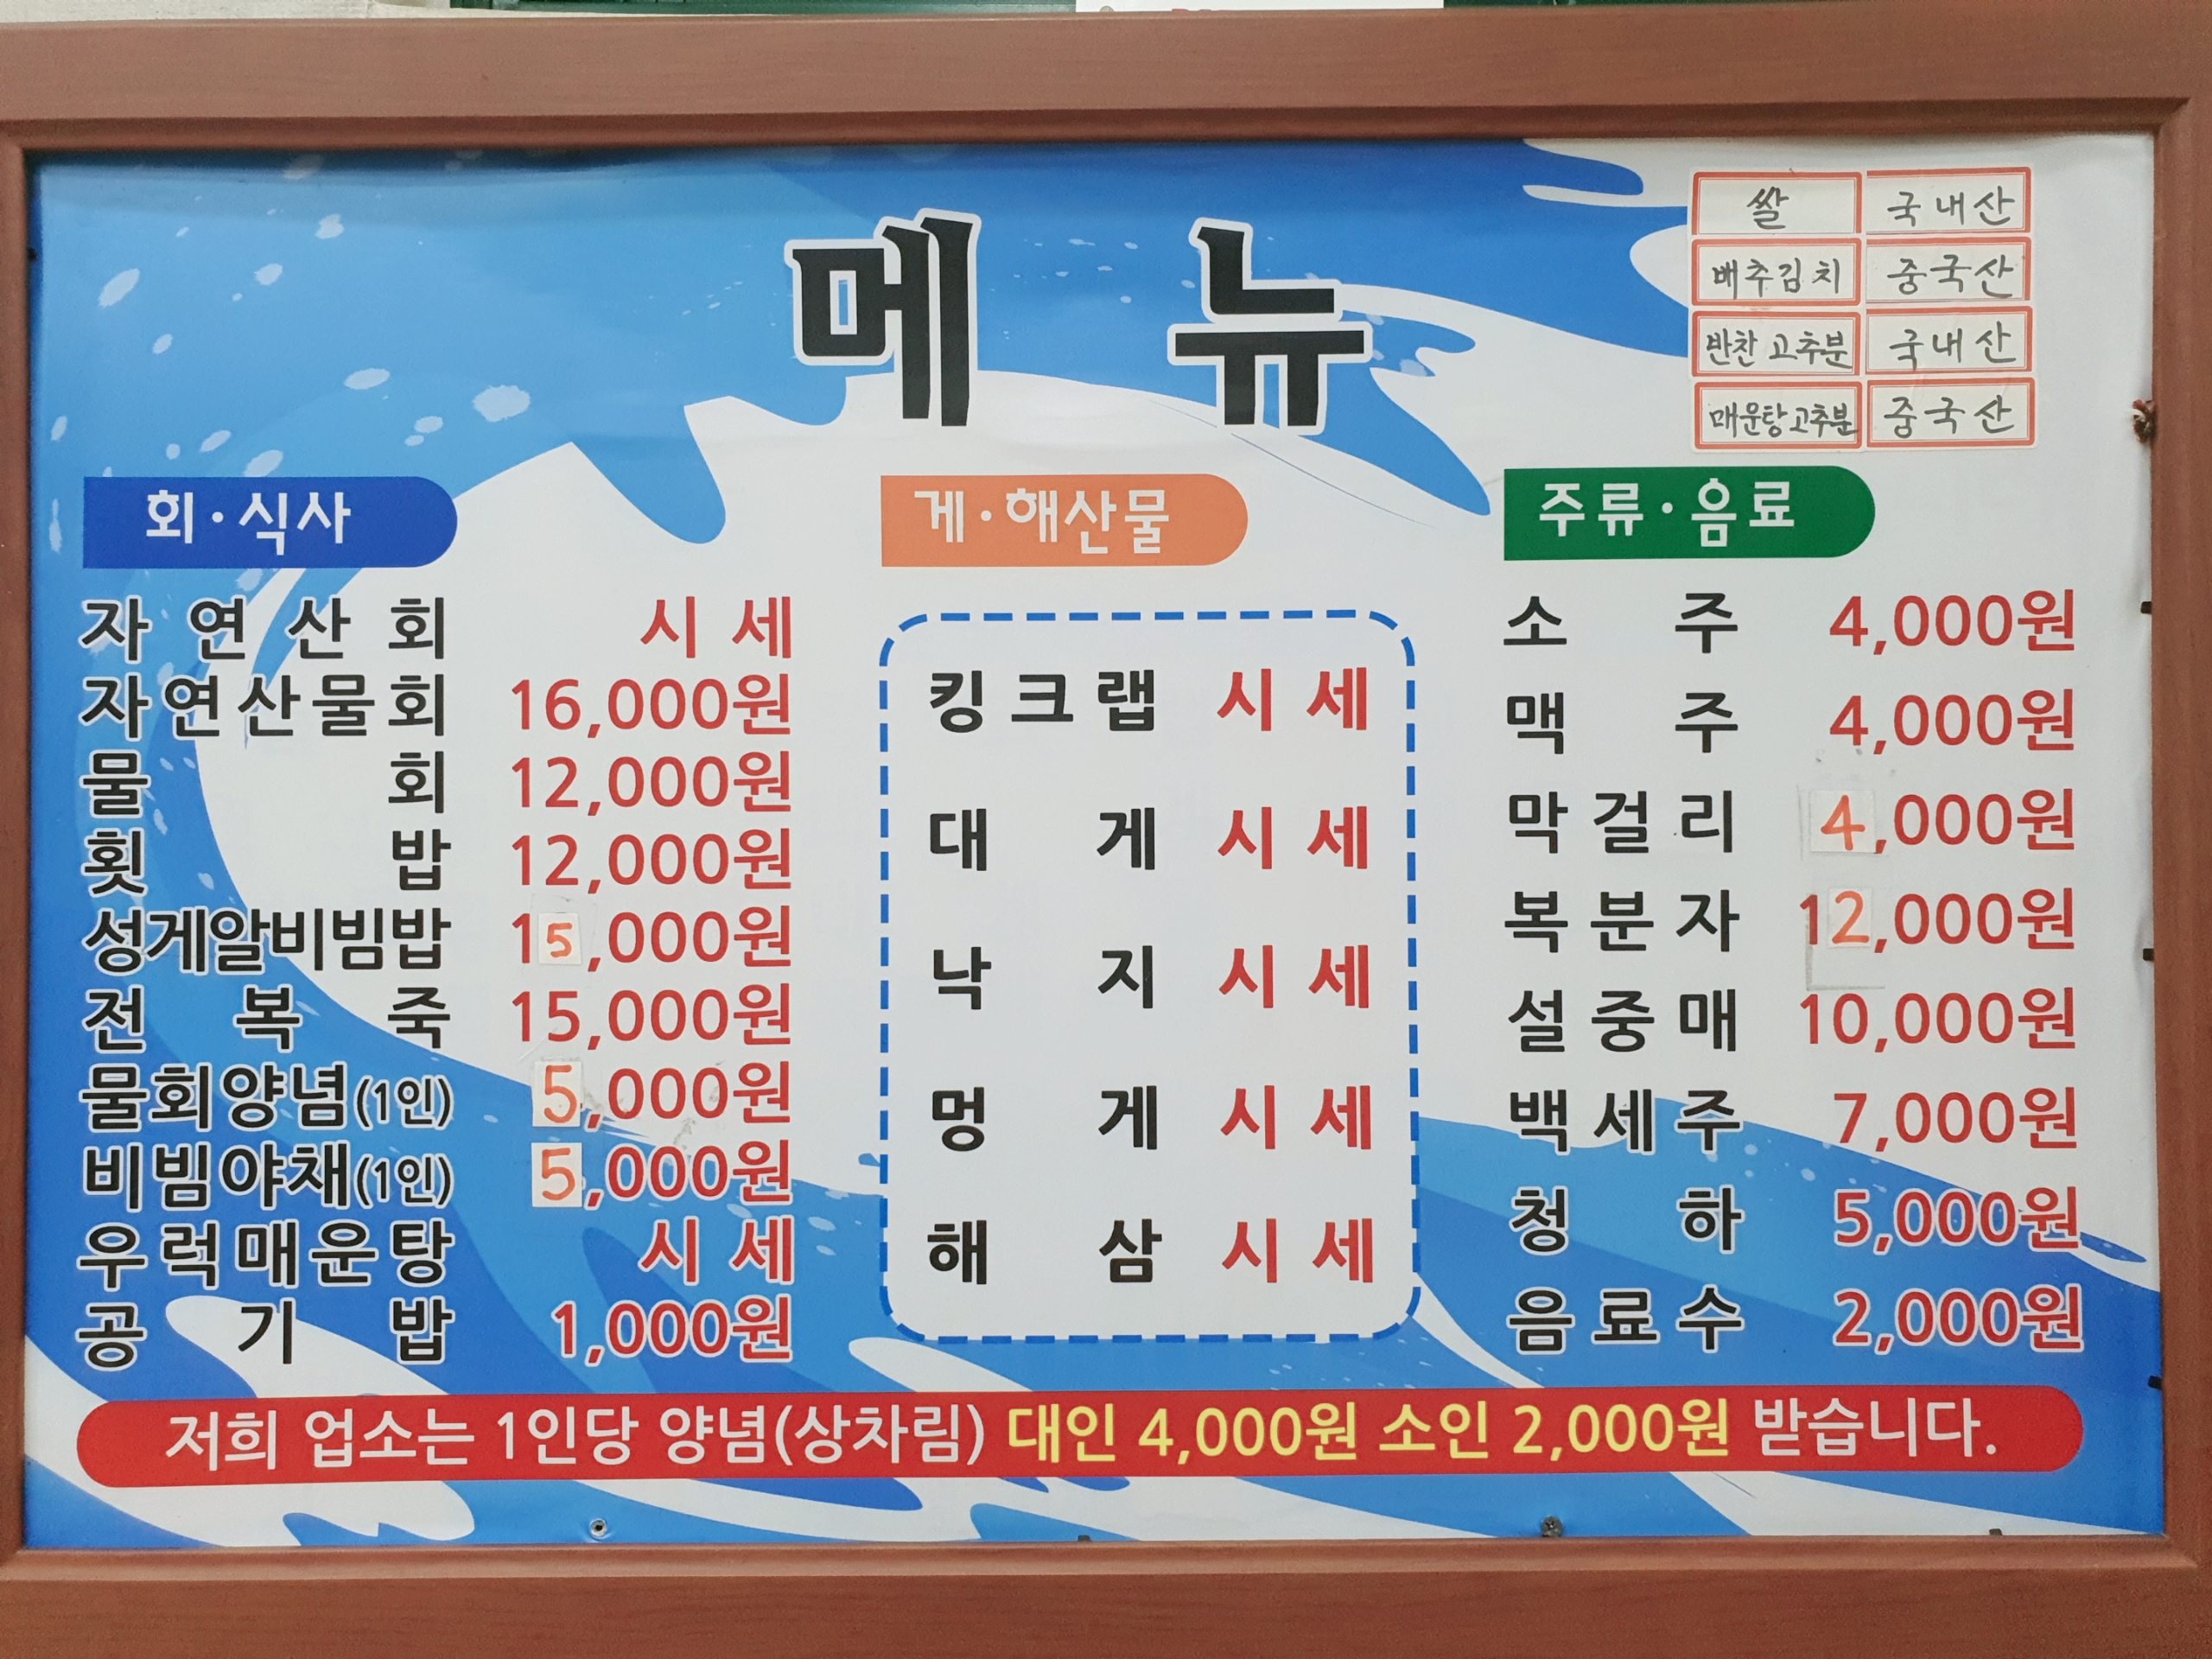 메뉴
쌀 국내산
배추김치 중국산
반찬 고추분 국내산
매운탕고추분 중국산
회·식사
자연산회 시세
자연산물회 16,000원
물회 12,000원
횟밥 12,000원
성게알비빔밥 15,000원
전복죽 15,000원
물회양념(1인) 5,000원
비빔야채(1인) 5,000원
우럭매운탕 시세
공기밥 1,000원
게·해산물
킹크랩 시세
대게 시세
낙지 시세
멍게 시세
해삼 시세
주류·음료
소주 4,000원
맥주 4,000원
막걸리 4,000원
복분자 12,000원
설중매 10,000원
백세주 7,000원
청하 5,000원
음료수 2,000원
저희 업소는 1인당 양념(상차림) 대인 4,000원 소인 2,000원 받습니다.